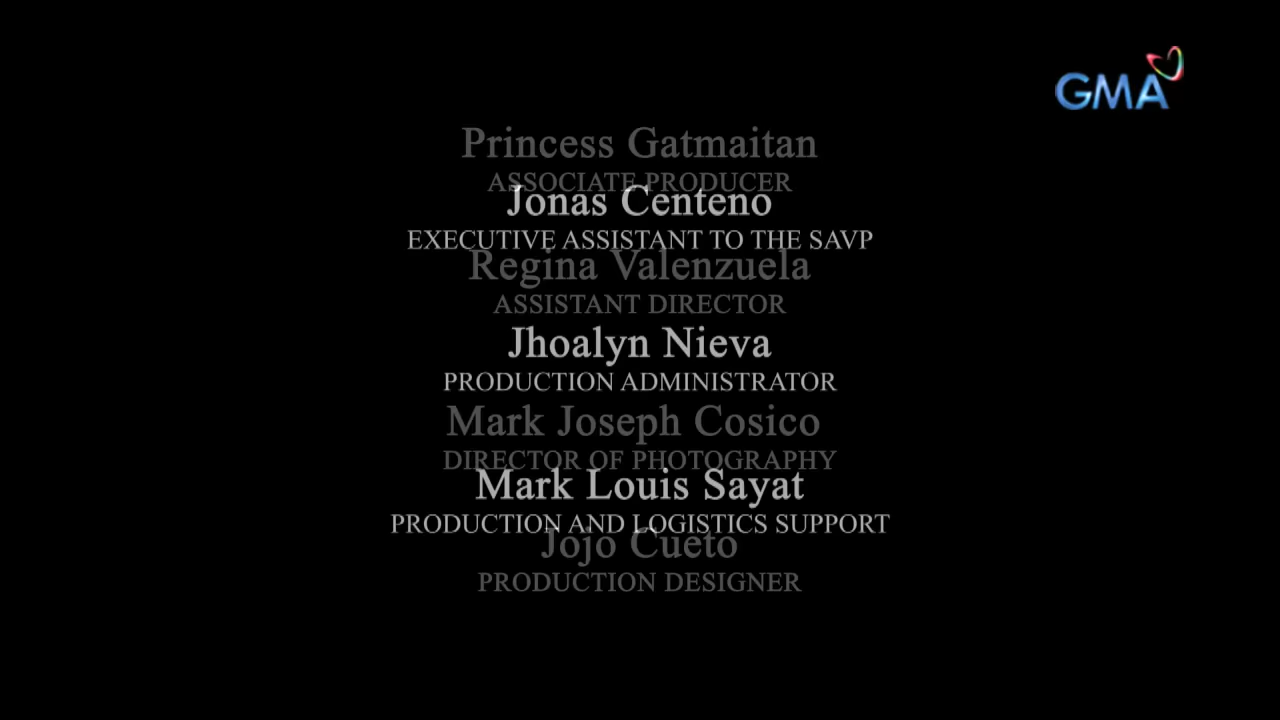 GMA
Princess Gatmaitan
ASSOCIATE PRODUCER
Jonas Centeno
EXECUTIVE ASSISTANT TO THE SAVP
Regina Valenzuela
ASSISTANT DIRECTOR
Jhoalyn Nieva
PRODUCTION ADMINISTRATOR
Mark Joseph Cosico
DIRECTOR OF PHOTOGRAPHY
Mark Louis Sayat
PRODUCTION AND LOGISTICS SUPPORT
Jojo Cueto
PRODUCTION DESIGNER